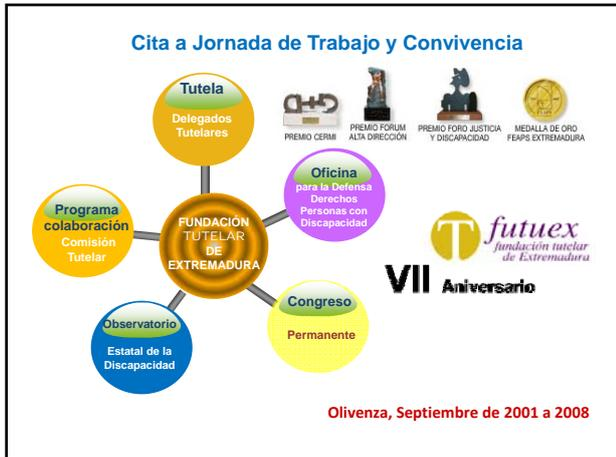 Cita a Jornada de Trabajo y Convivencia
Tutela
Delegados
Tutelares
PREMIO CERMI
PREMIO FORUM
ALTA DIRECCIÓN
PREMIO FORO JUSTICIA
Y DISCAPACIDAD
MEDALLA DE ORO
FEAPS EXTREMADURA
Oficina
para la Defensa
Derechos
Personas con
Discapacidad
Programa
colaboración
Comisión
Tutelar
FUNDACIÓN
TUTELAR
DE
EXTREMADURA
T futuex
fundación tutelar
de Extremadura
VII Aniversario
Congreso
Permanente
Observatorio
Estatal de la
Discapacidad
Olivenza, Septiembre de 2001 a 2008